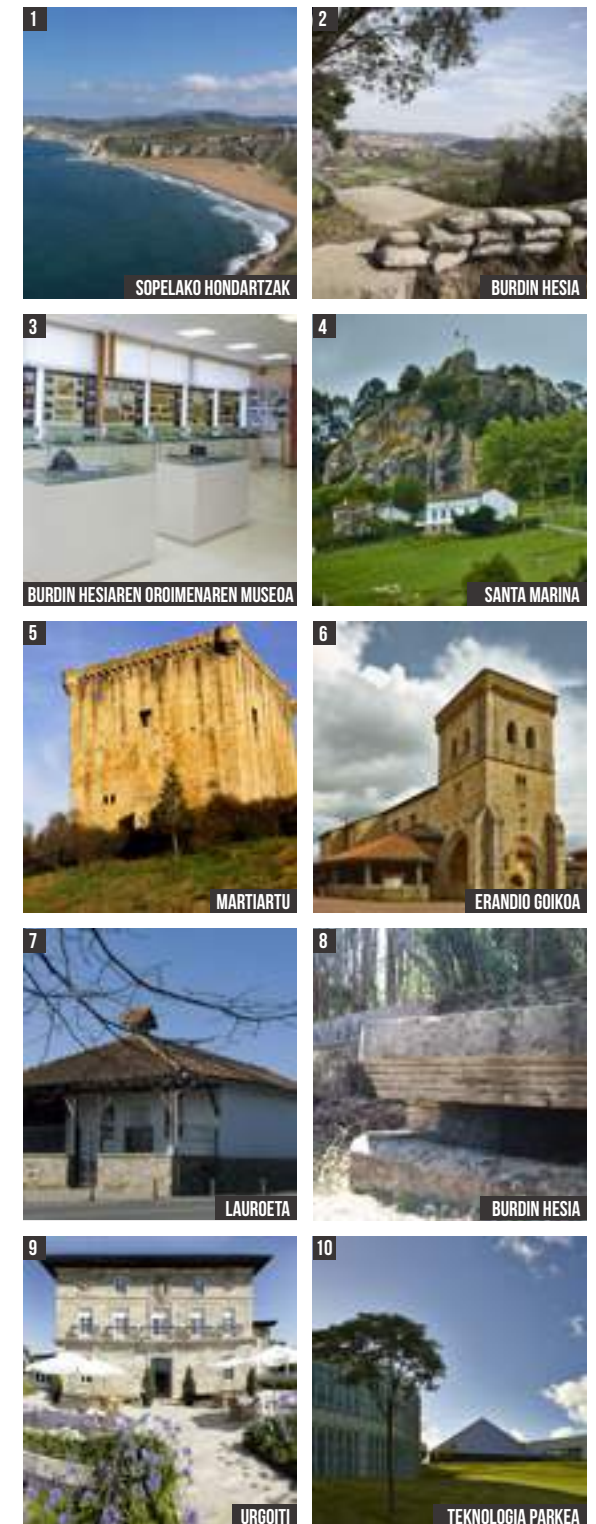 1
SOPELAKO HONDARTZAK
2
BURDIN HESIA
3
BURDIN HESIAREN OROIMENAREN MUSEOA
4
SANTA MARINA
5
MARTIARTU
6
ERANDIO GOIKOA
7
LAUROETA
8
BURDIN HESIA
9
URGOITI
10
TEKNOLOGIA PARKEA